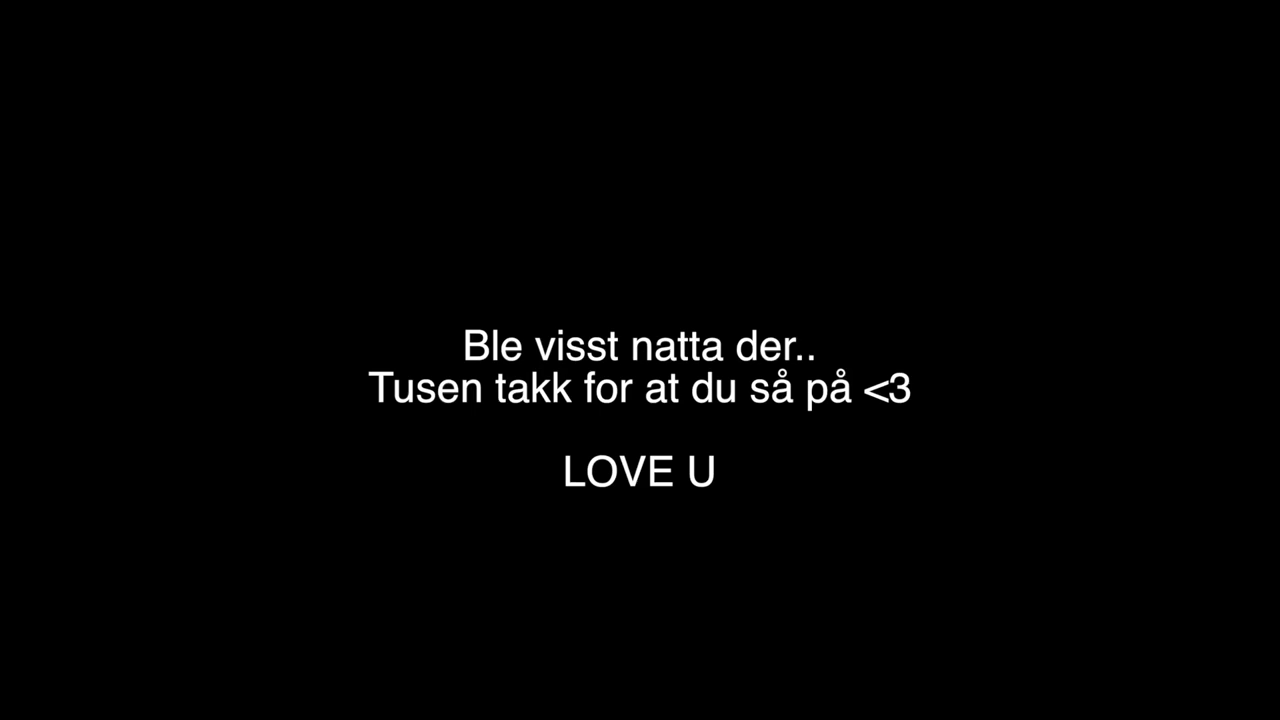 Ble visst natta der..
Tusen takk for at du så på <3
LOVE U